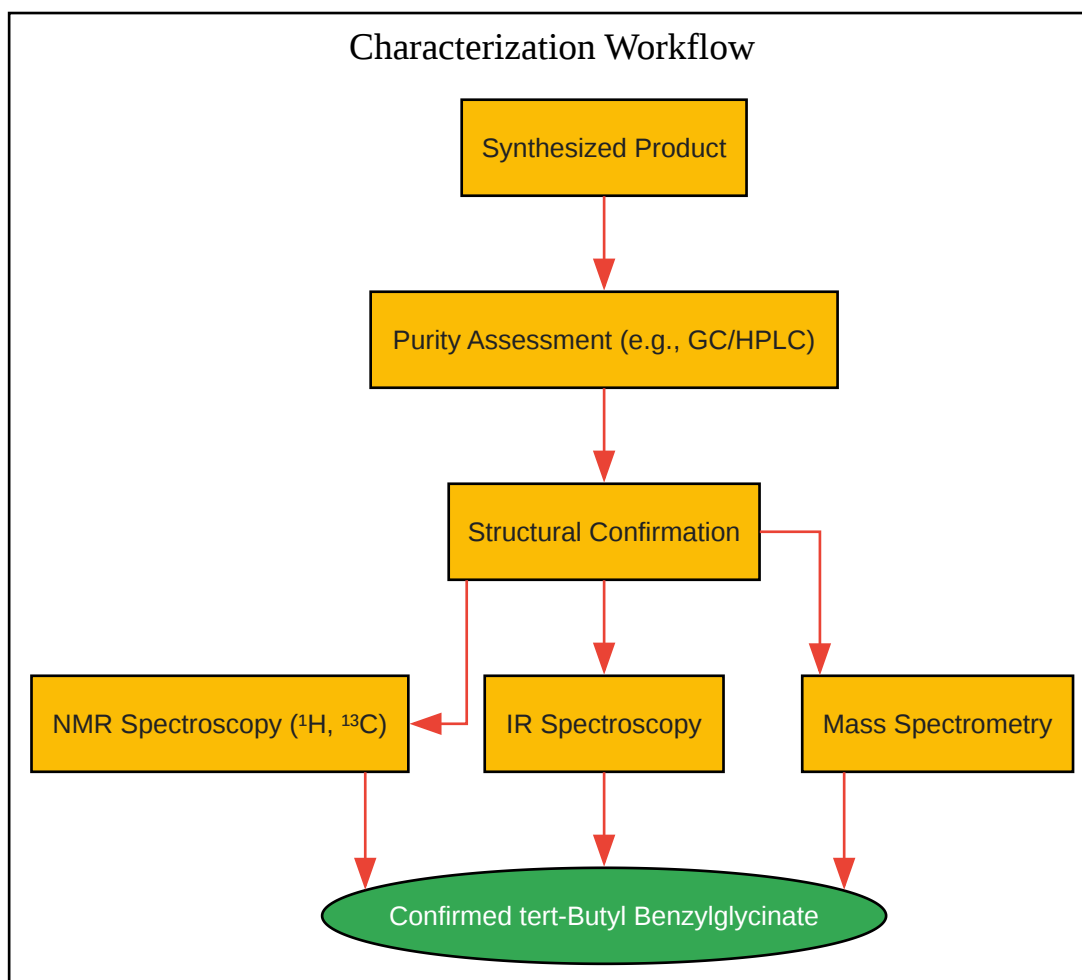 Characterization Workflow
Synthesized Product
Purity Assessment (e.g., GC/HPLC)
Structural Confirmation
NMR Spectroscopy (¹H, ¹³C)
IR Spectroscopy
Mass Spectrometry
Confirmed tert-Butyl Benzylglycinate